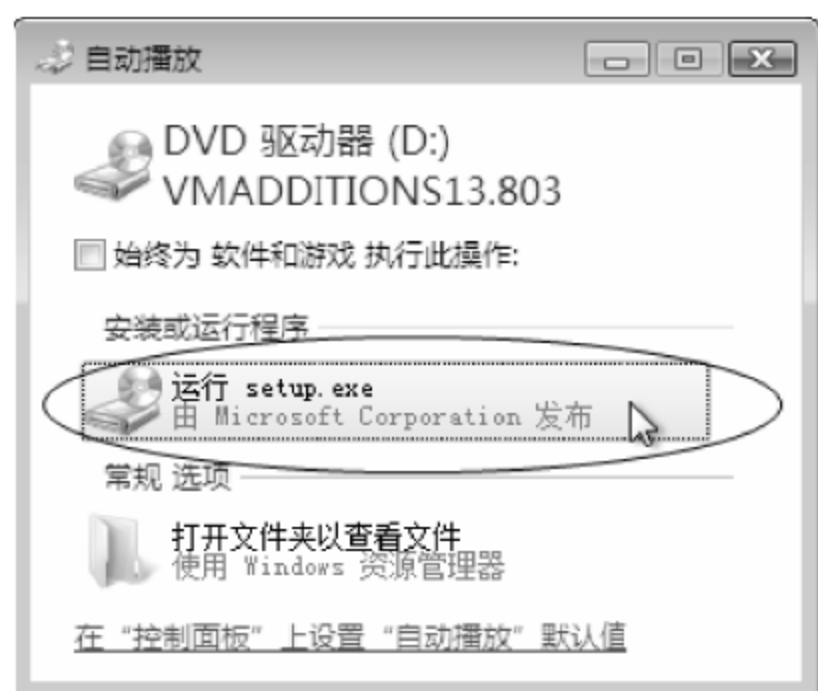 自动播放
DVD 驱动器 (D:)
VMADDITIONS13.803
始终为 软件和游戏 执行此操作:
安装或运行程序
运行 setup.exe
由 Microsoft Corporation 发布
常规 选项
打开文件夹以查看文件
使用 Windows 资源管理器
在“控制面板”上设置“自动播放”默认值